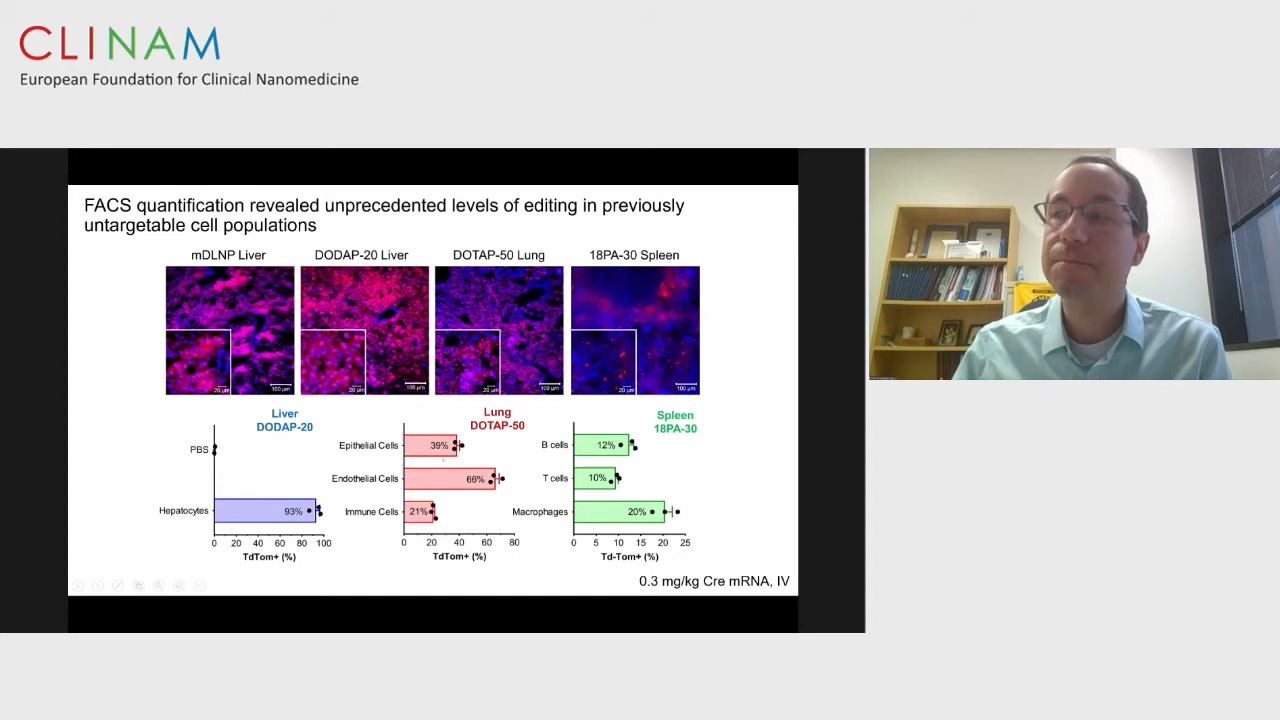 CLINAM
European Foundation for Clinical Nanomedicine
FACS quantification revealed unprecedented levels of editing in previously
untargetable cell populations
mDLNP Liver
DODAP-20 Liver
DOTAP-50 Lung
18PA-30 Spleen
20 µm
100 µm
20 µm
100 µm
20 µm
100 µm
20 µm
100 µm
Liver
DODAP-20
PBS
Hepatocytes
93%
0 20 40 60 80 100
TdTom+ (%)
Lung
DOTAP-50
Epithelial Cells
39%
Endothelial Cells
66%
Immune Cells
21%
0 20 40 60 80
TdTom+ (%)
Spleen
18PA-30
B cells
12%
T cells
10%
Macrophages
20%
0 5 10 15 20 25
Td-Tom+ (%)
0.3 mg/kg Cre mRNA, IV